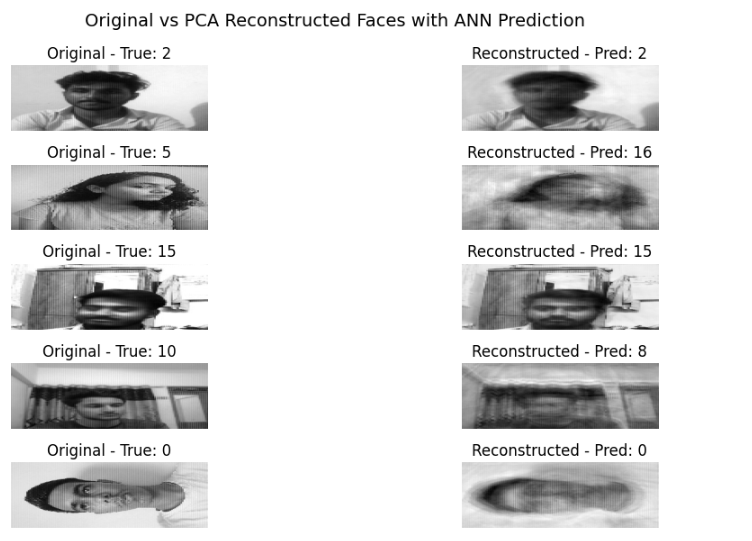 Original vs PCA Reconstructed Faces with ANN Prediction
Original - True: 2
Reconstructed - Pred: 2
Original - True: 5
Reconstructed - Pred: 16
Original - True: 15
Reconstructed - Pred: 15
Original - True: 10
Reconstructed - Pred: 8
Original - True: 0
Reconstructed - Pred: 0